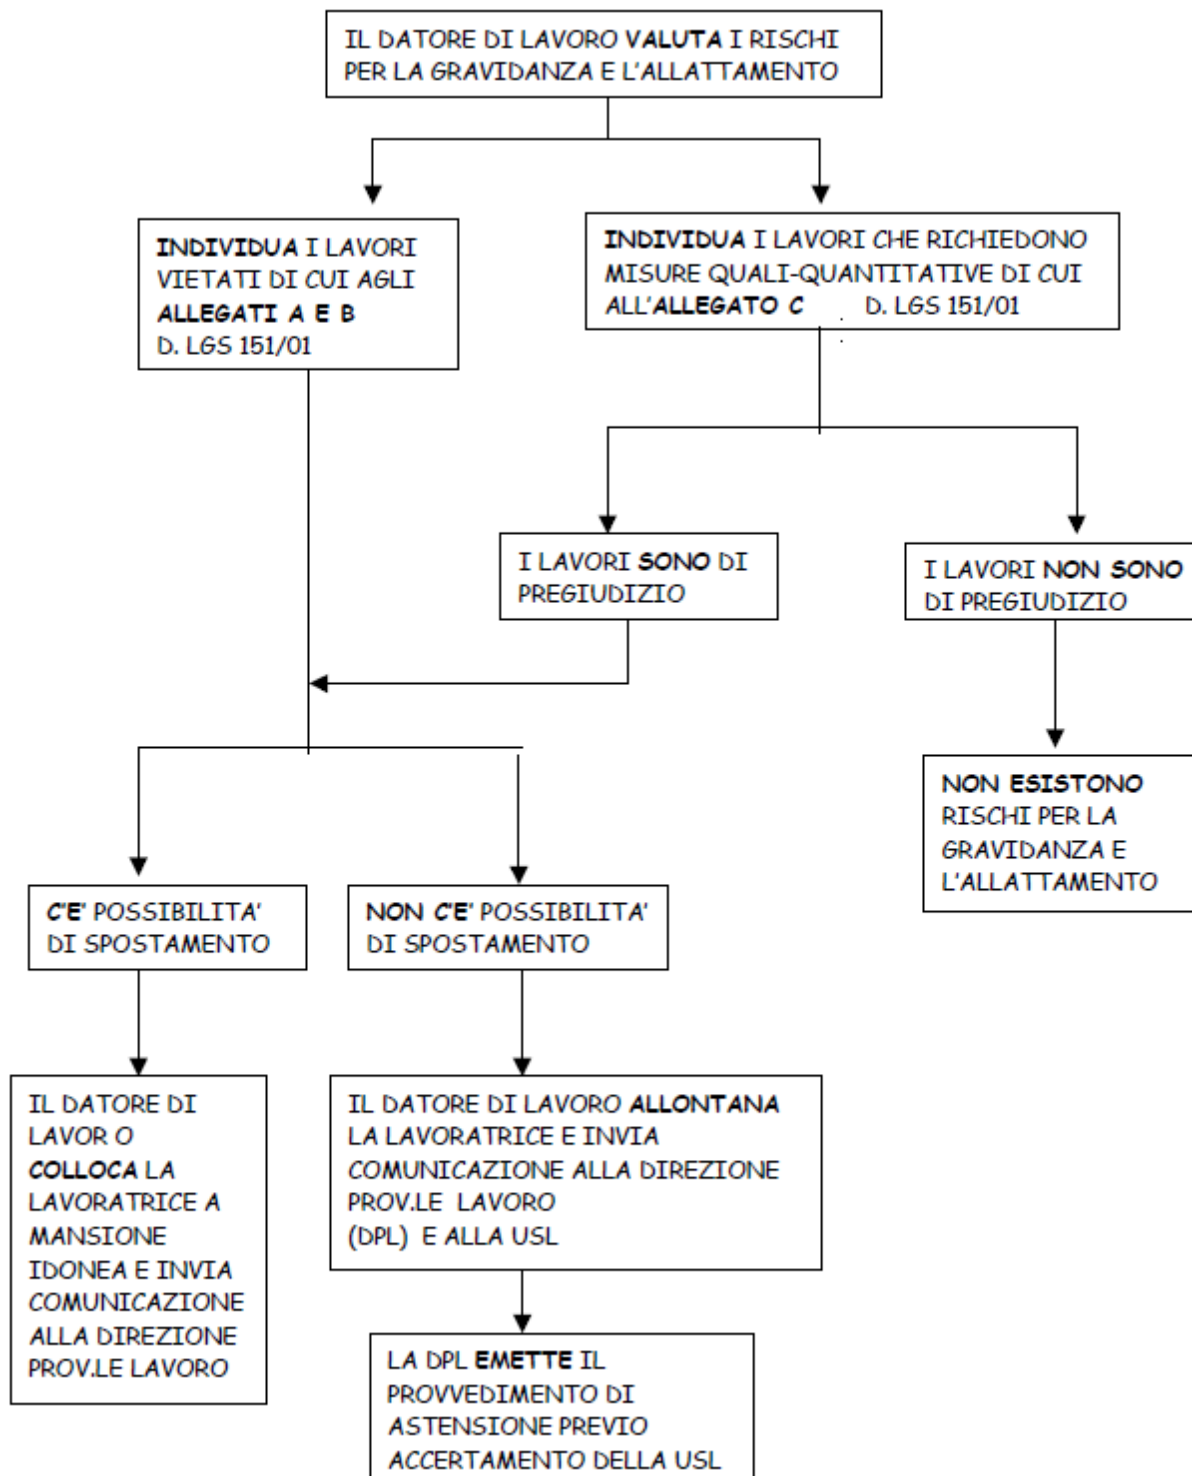 IL DATORE DI LAVORO VALUTA I RISCHI
PER LA GRAVIDANZA E L'ALLATTAMENTO
INDIVIDUA I LAVORI
VIETATI DI CUI AGLI
ALLEGATI A E B
D. LGS 151/01
INDIVIDUA I LAVORI CHE RICHIEDONO
MISURE QUALI-QUANTITATIVE DI CUI
ALL'ALLEGATO C D. LGS 151/01
I LAVORI SONO DI
PREGIUDIZIO
I LAVORI NON SONO
DI PREGIUDIZIO
NON ESISTONO
RISCHI PER LA
GRAVIDANZA E
L'ALLATTAMENTO
C'E' POSSIBILITA'
DI SPOSTAMENTO
NON C'E' POSSIBILITA'
DI SPOSTAMENTO
IL DATORE DI
LAVOR O
COLLOCA LA
LAVORATRICE A
MANSIONE
IDONEA E INVIA
COMUNICAZIONE
ALLA DIREZIONE
PROV.LE LAVORO
IL DATORE DI LAVORO ALLONTANA
LA LAVORATRICE E INVIA
COMUNICAZIONE ALLA DIREZIONE
PROV.LE LAVORO
(DPL) E ALLA USL
LA DPL EMETTE IL
PROVVEDIMENTO DI
ASTENSIONE PREVIO
ACCERTAMENTO DELLA USL